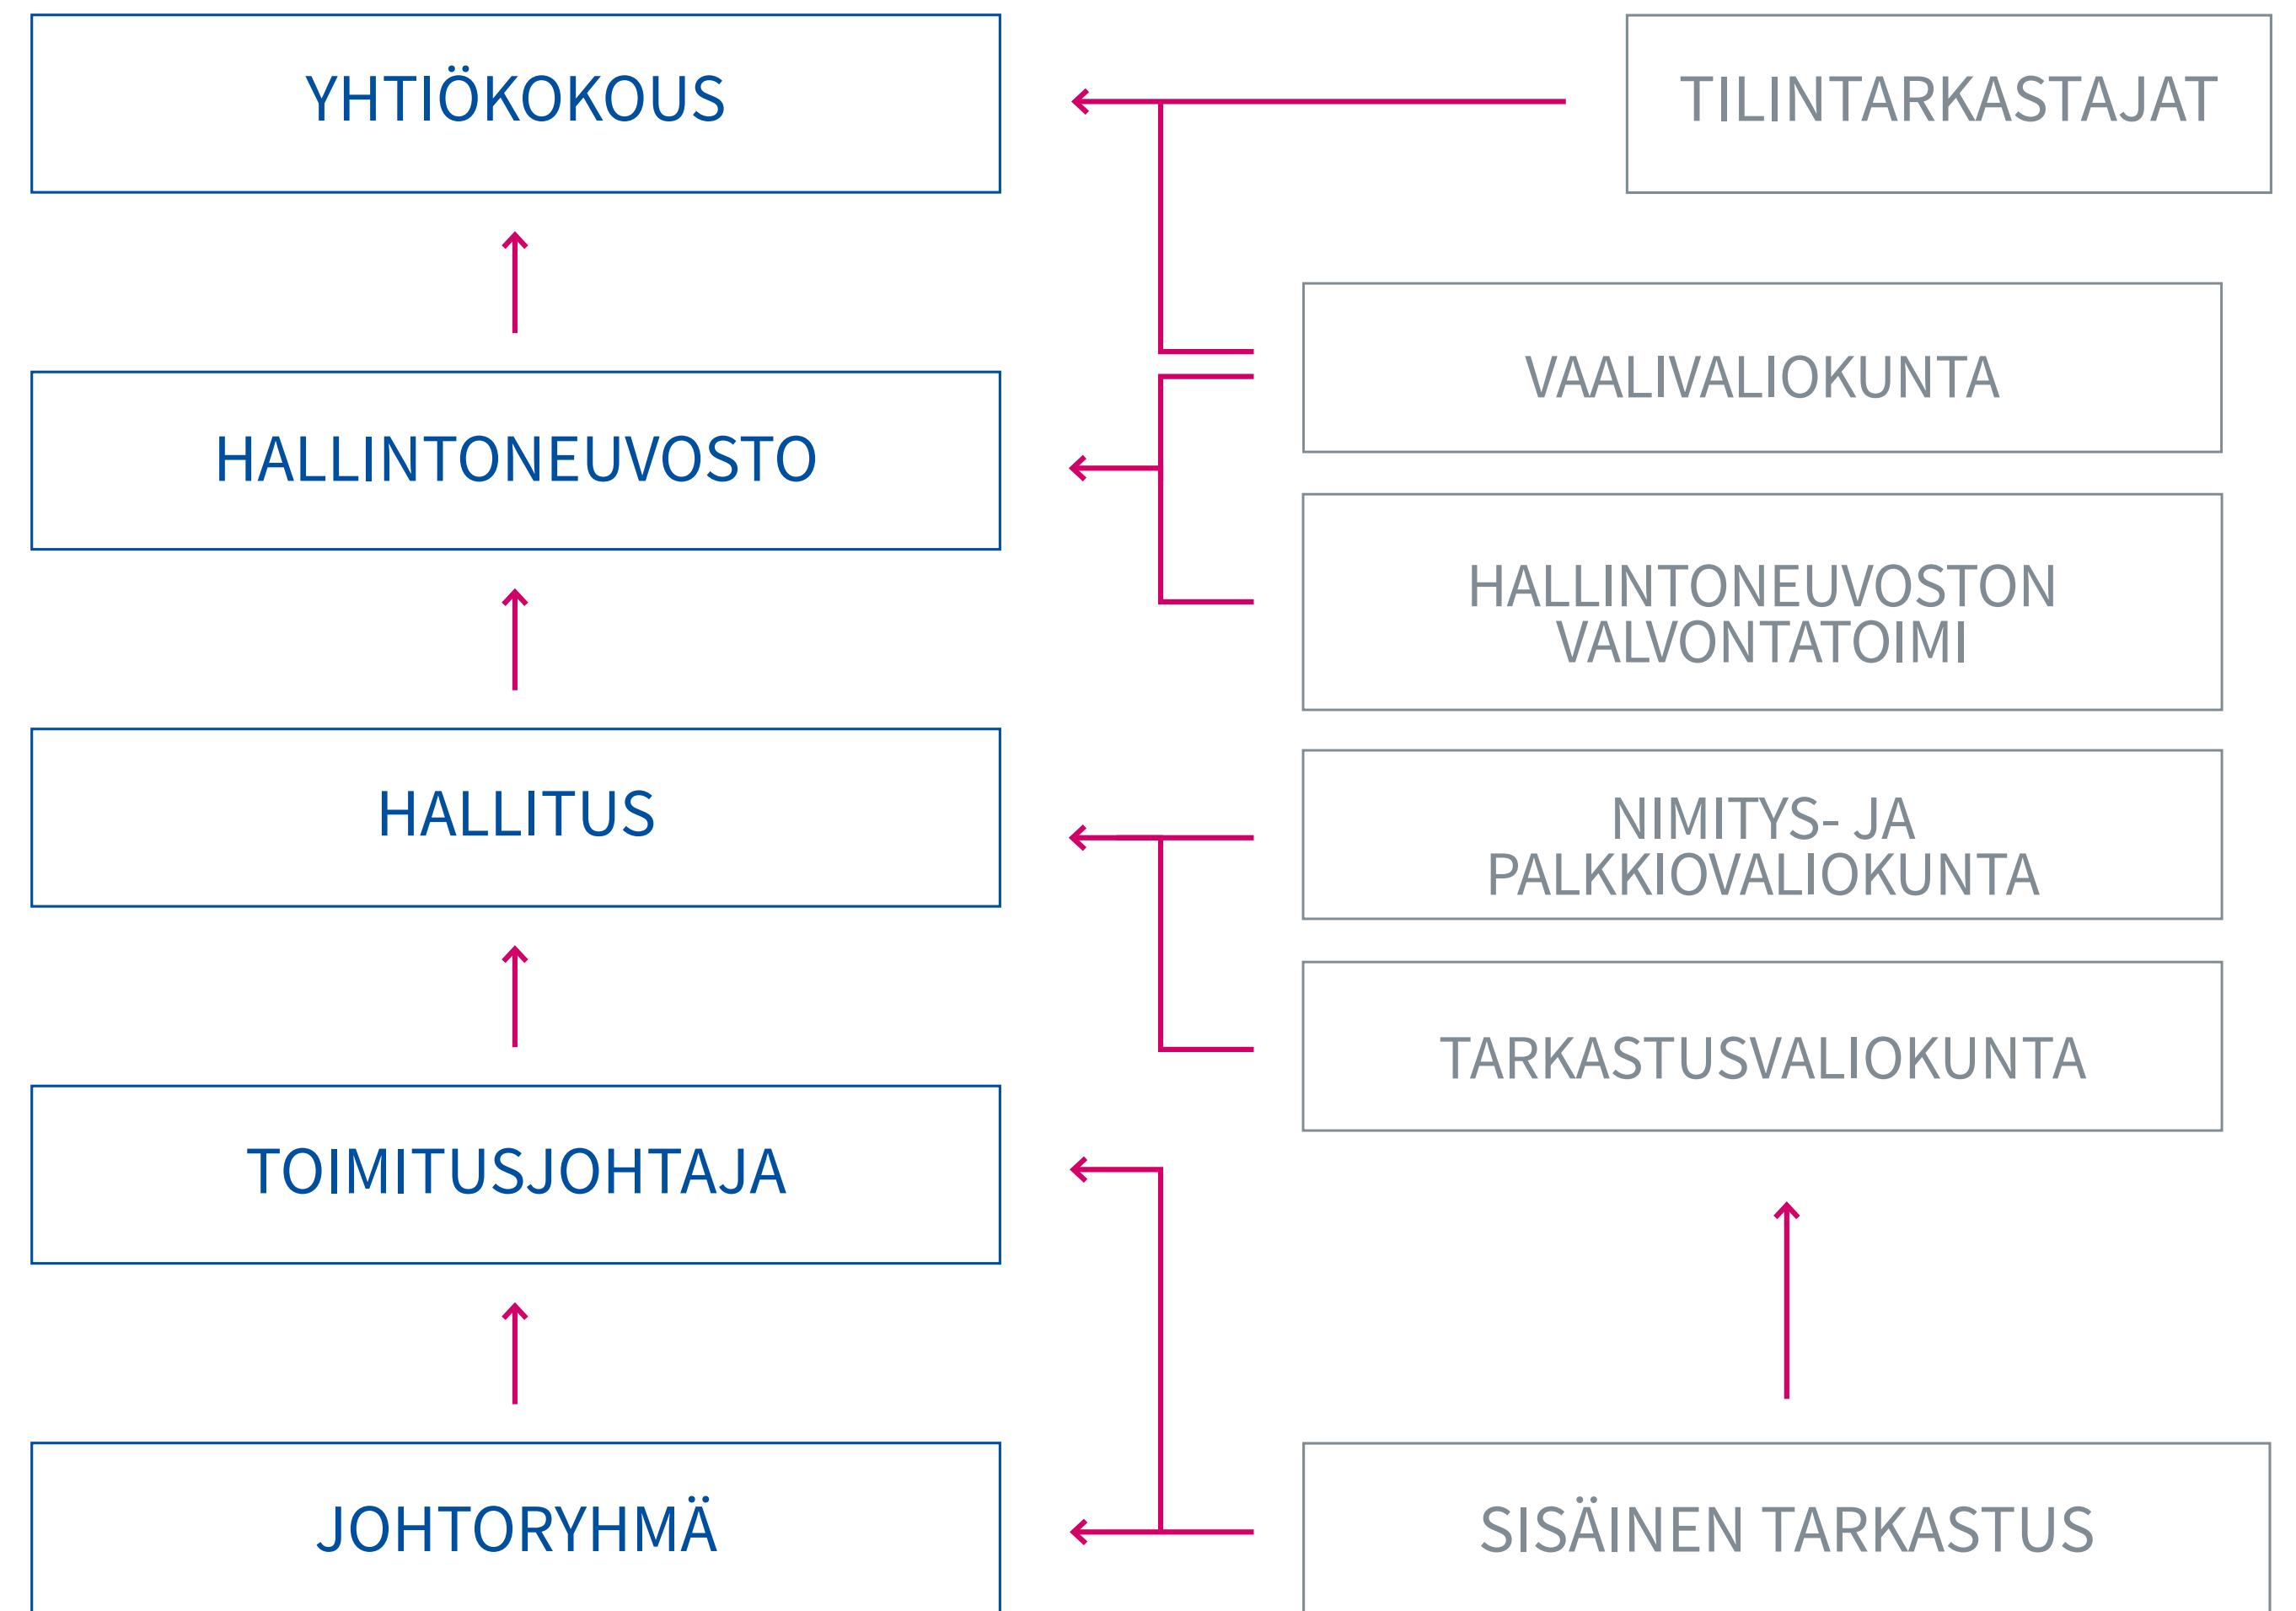 YHTIÖKOKOUS
TILINTARKASTAJAT
VAALIVALIOKUNTA
HALLINTONEUVOSTO
HALLINTONEUVOSTON
VALVONTATOIMI
HALLITUS
NIMITYS- JA
PALKKIOVALIOKUNTA
TARKASTUSVALIOKUNTA
TOIMITUSJOHTAJA
JOHTORYHMÄ
SISÄINEN TARKASTUS